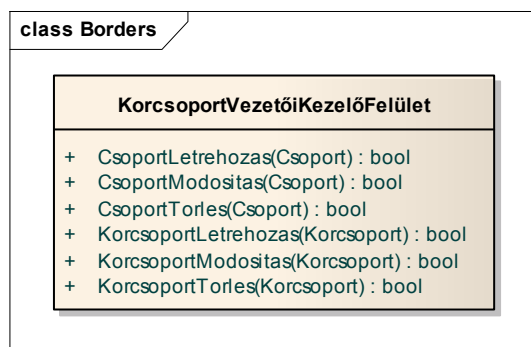 class Borders
KorcsoportVezetőiKezelőFelület
+ CsoportLetrehozas(Csoport) : bool
+ CsoportModositas(Csoport) : bool
+ CsoportTorles(Csoport) : bool
+ KorcsoportLetrehozas(Korcsoport) : bool
+ KorcsoportModositas(Korcsoport) : bool
+ KorcsoportTorles(Korcsoport) : bool